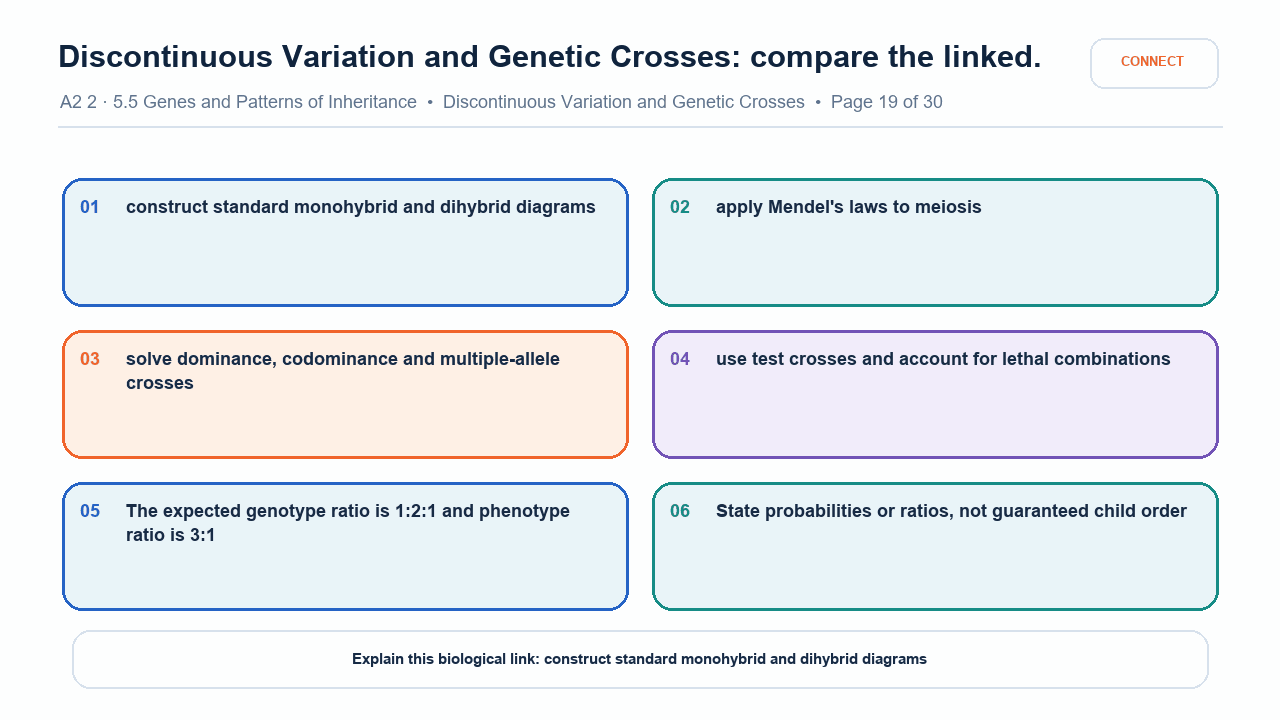 Discontinuous Variation and Genetic Crosses: compare the linked.
CONNECT
A2 2 · 5.5 Genes and Patterns of Inheritance • Discontinuous Variation and Genetic Crosses • Page 19 of 30
01 construct standard monohybrid and dihybrid diagrams
02 apply Mendel's laws to meiosis
03 solve dominance, codominance and multiple-allele
crosses
04 use test crosses and account for lethal combinations
05 The expected genotype ratio is 1:2:1 and phenotype
ratio is 3:1
06 State probabilities or ratios, not guaranteed child order
Explain this biological link: construct standard monohybrid and dihybrid diagrams